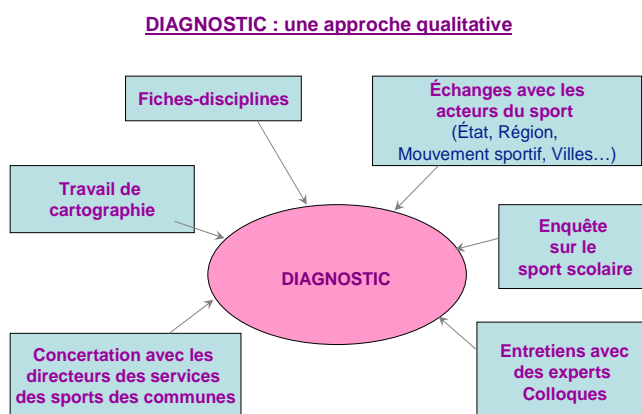 DIAGNOSTIC : une approche qualitative
Fiches-disciplines
Échanges avec les
acteurs du sport
(État, Région,
Mouvement sportif, Villes…)
Travail de
cartographie
Enquête
sur le
sport scolaire
DIAGNOSTIC
Concertation avec les
directeurs des services
des sports des communes
Entretiens avec
des experts
Colloques